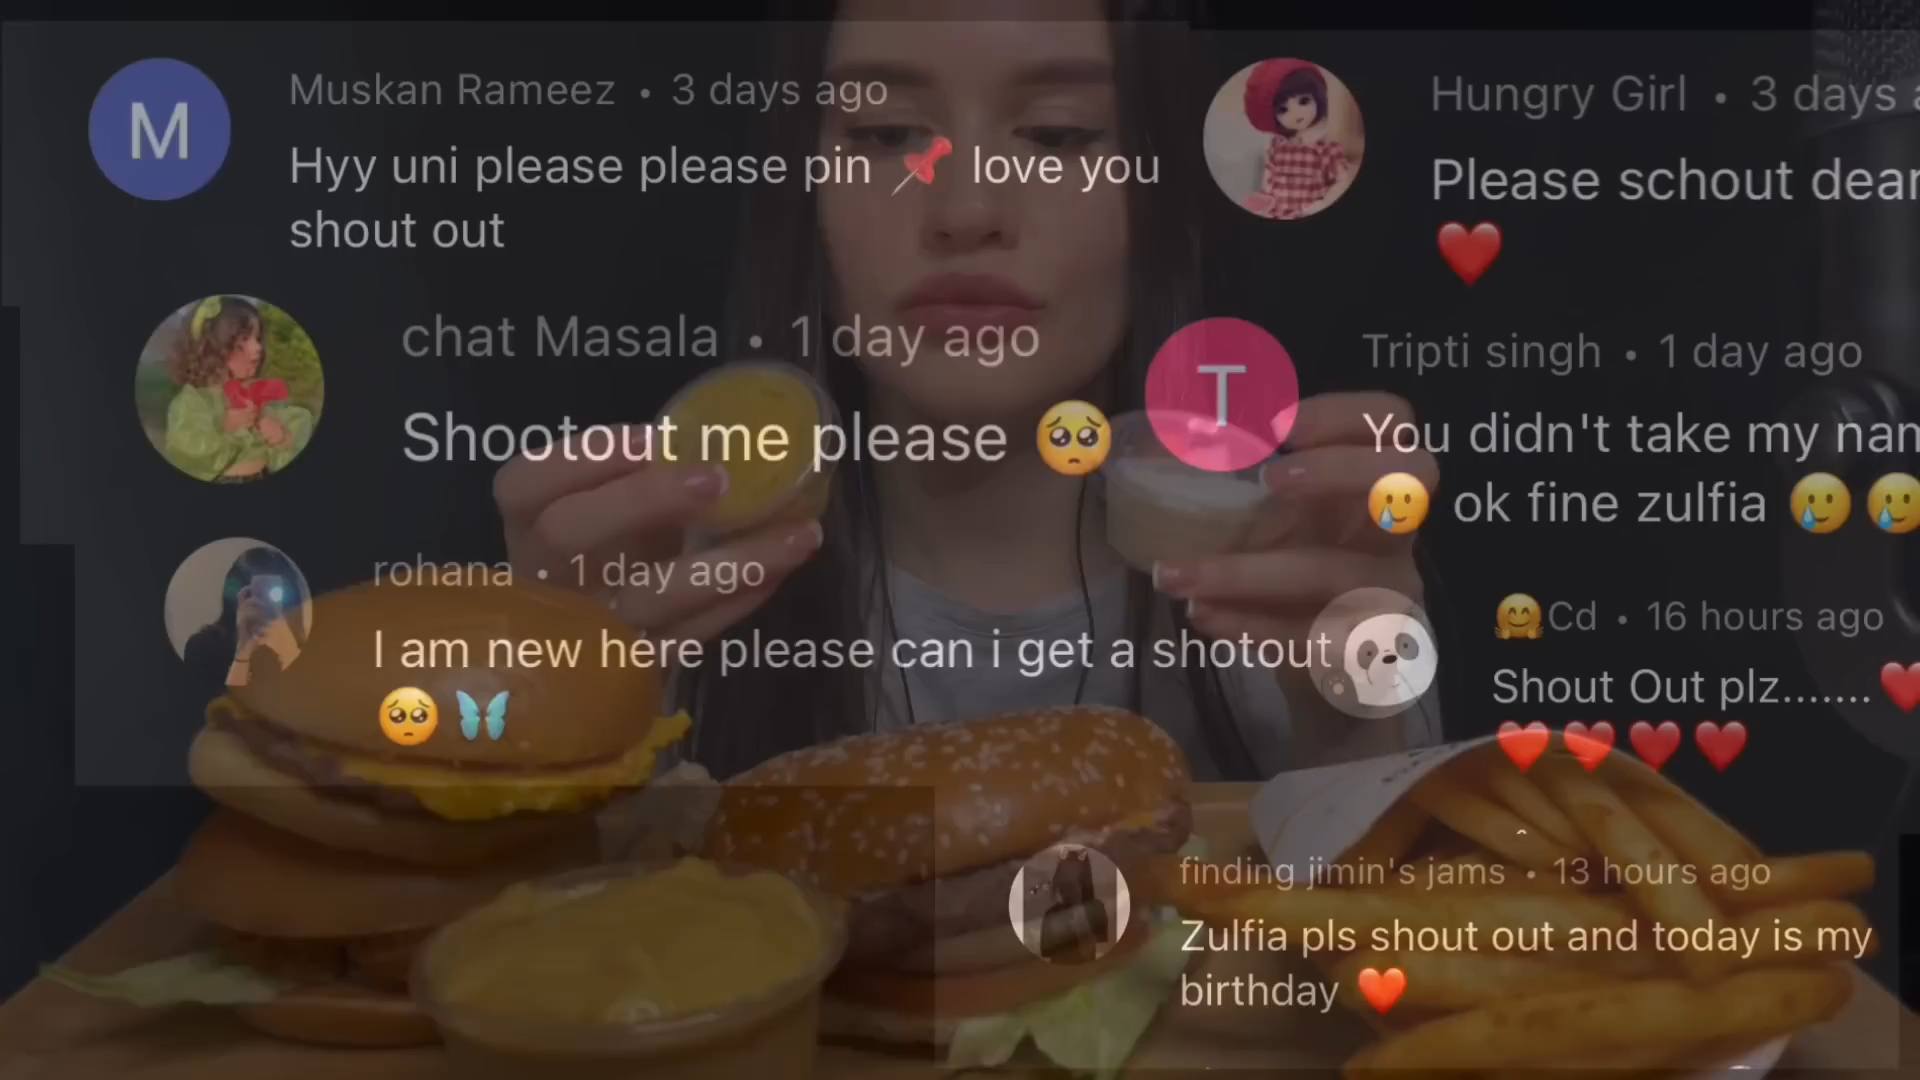 M
Muskan Rameez • 3 days ago
Hyy uni please please pin 📌 love you
shout out
Hungry Girl • 3 days
Please schout dear
❤️
chat Masala • 1 day ago
Shootout me please 🥺
T
Tripti singh • 1 day ago
You didn't take my
🥲 ok fine zulfia 🥲 🥲
rohana • 1 day ago
I am new here please can i get a shotout
🥺 🦋
🤗Cd • 16 hours ago
Shout Out plz.......❤️
❤️ ❤️ ❤️ ❤️
finding jimin's jams • 13 hours ago
Zulfia pls shout out and today is my
birthday ❤️